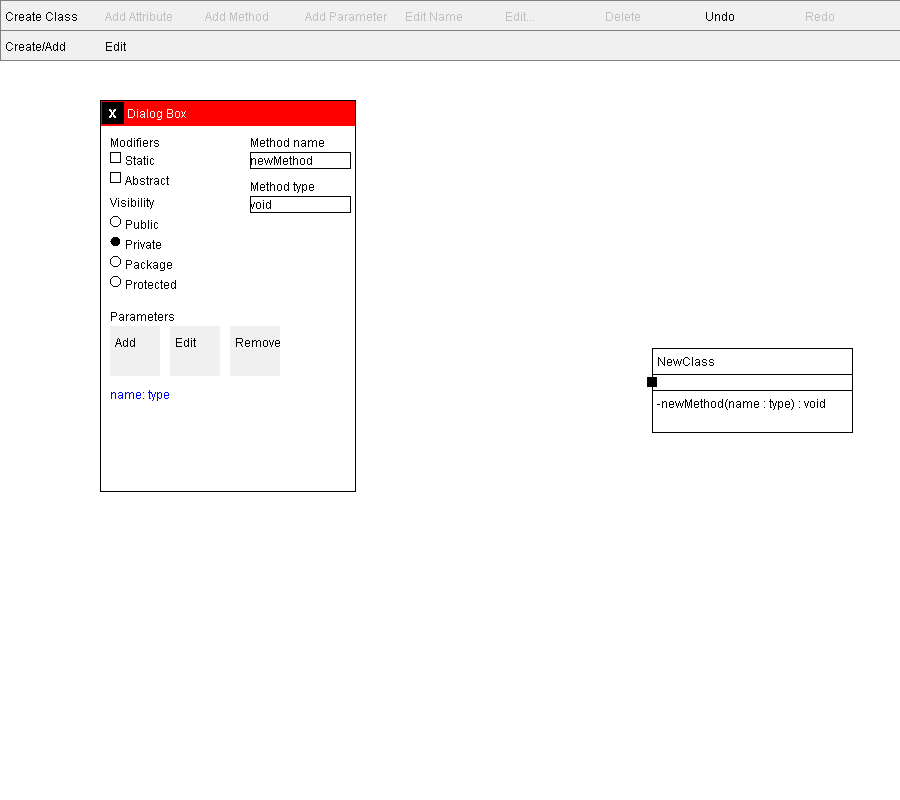 Create Class Add Attribute Add Method Add Parameter Edit Name Edit... Delete Undo Redo
Create/Add Edit
X Dialog Box
Modifiers
Static
Abstract
Visibility
Public
Private
Package
Protected
Method name
newMethod
Method type
void
Parameters
Add Edit Remove
name: type
NewClass
-newMethod(name : type) : void